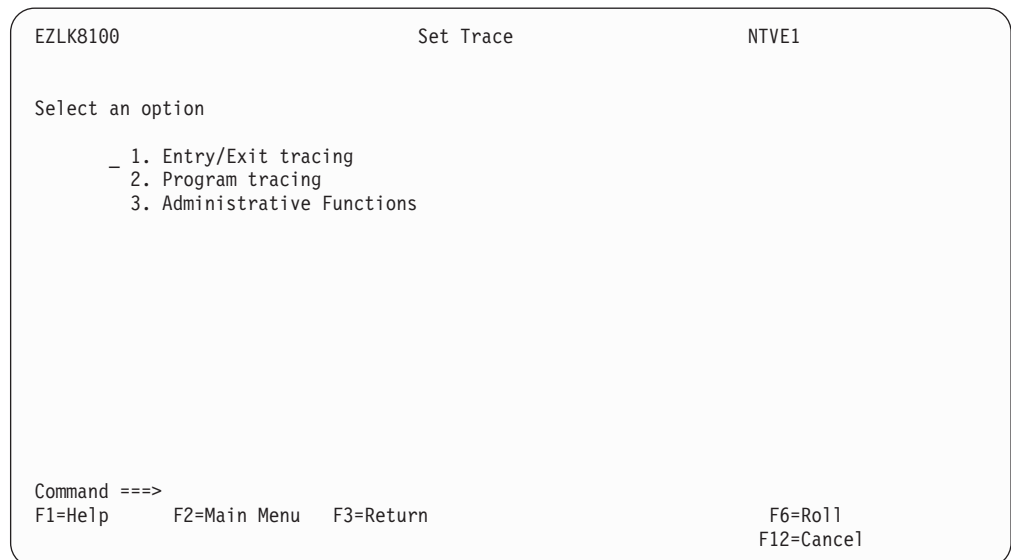 EZLK8100 Set Trace NTVE1
Select an option
_ 1. Entry/Exit tracing
2. Program tracing
3. Administrative Functions
Command ===>
F1=Help F2=Main Menu F3=Return F6=Roll
F12=Cancel